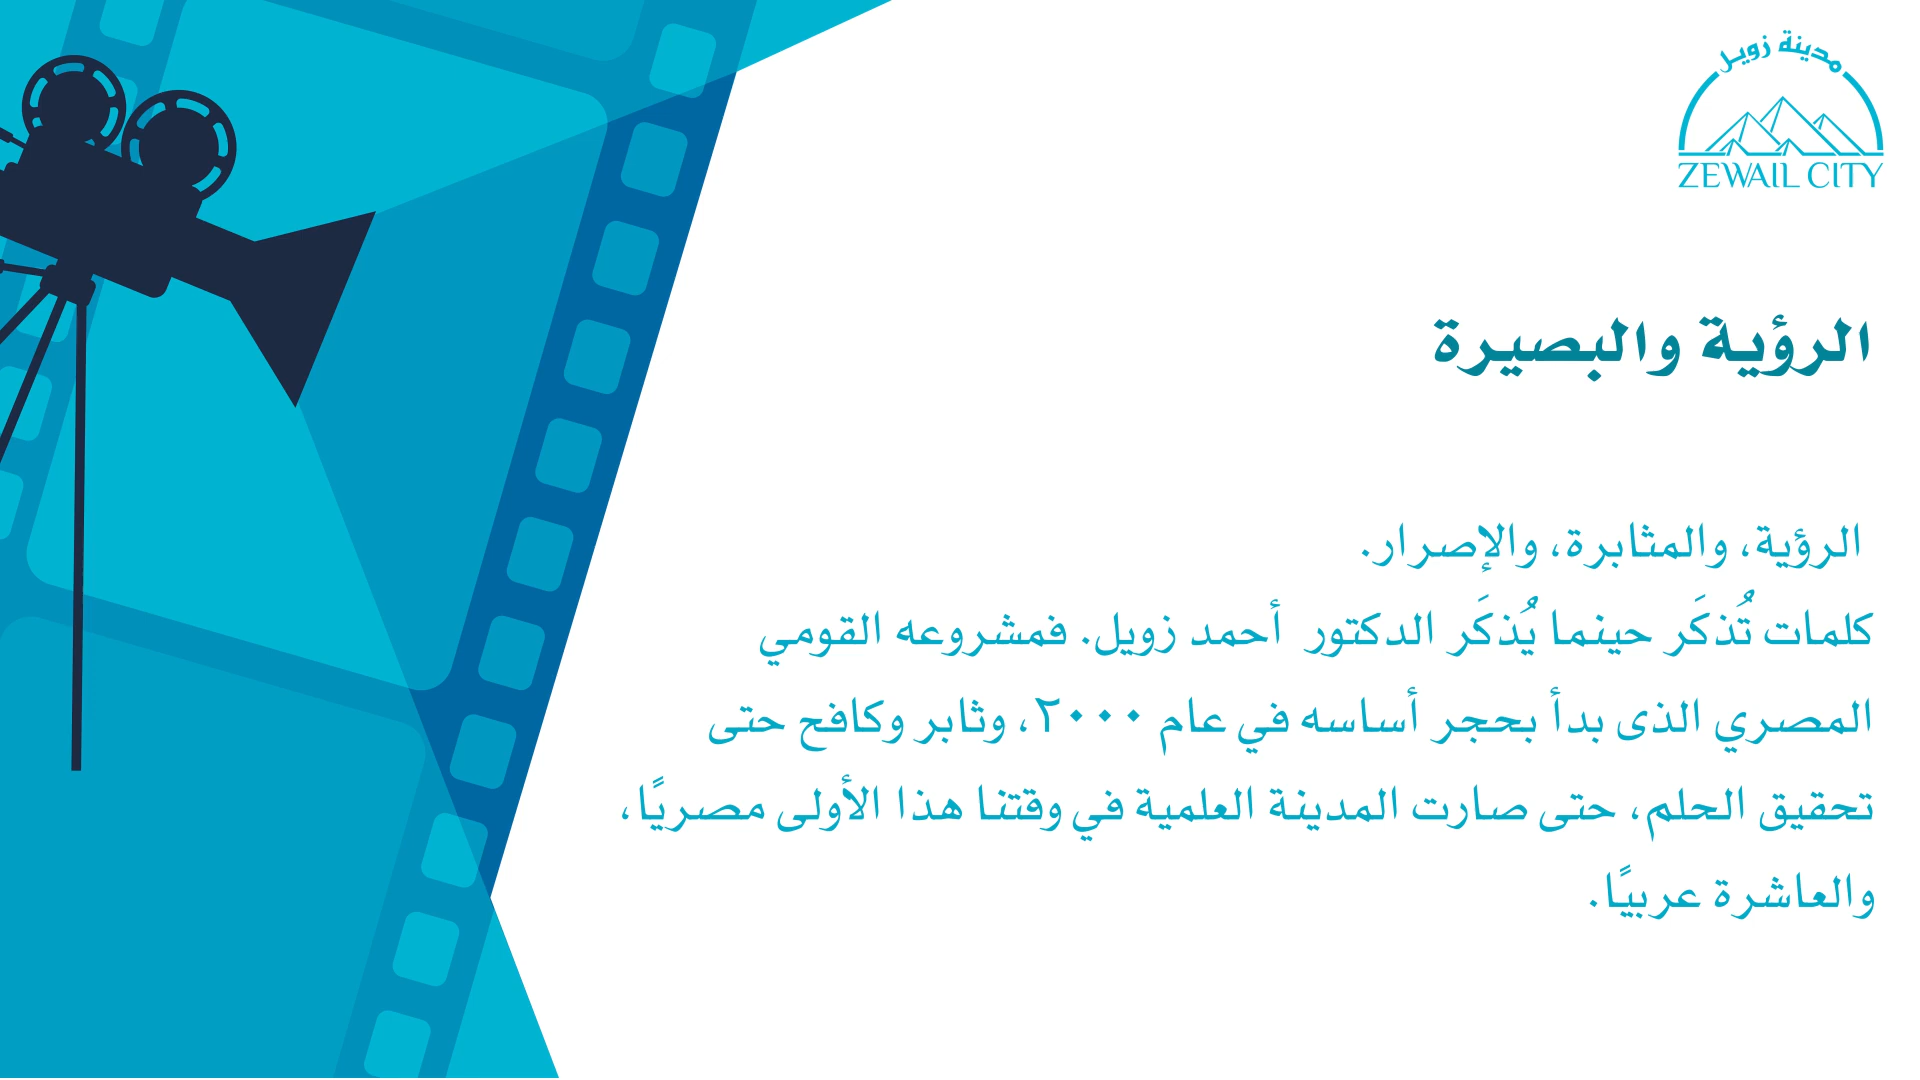 مدينة زويل
ZEWAIL CITY
الرؤية والبصيرة
الرؤية، والمثابرة، والإصرار.
كلمات تُذكَر حينما يُذكَر الدكتور أحمد زويل. فمشروعه القومي
المصري الذى بدأ بحجر أساسه في عام ٢٠٠٠، وثابر وكافح حتى
تحقيق الحلم، حتى صارت المدينة العلمية في وقتنا هذا الأولى مصريًا،
والعاشرة عربيًا.